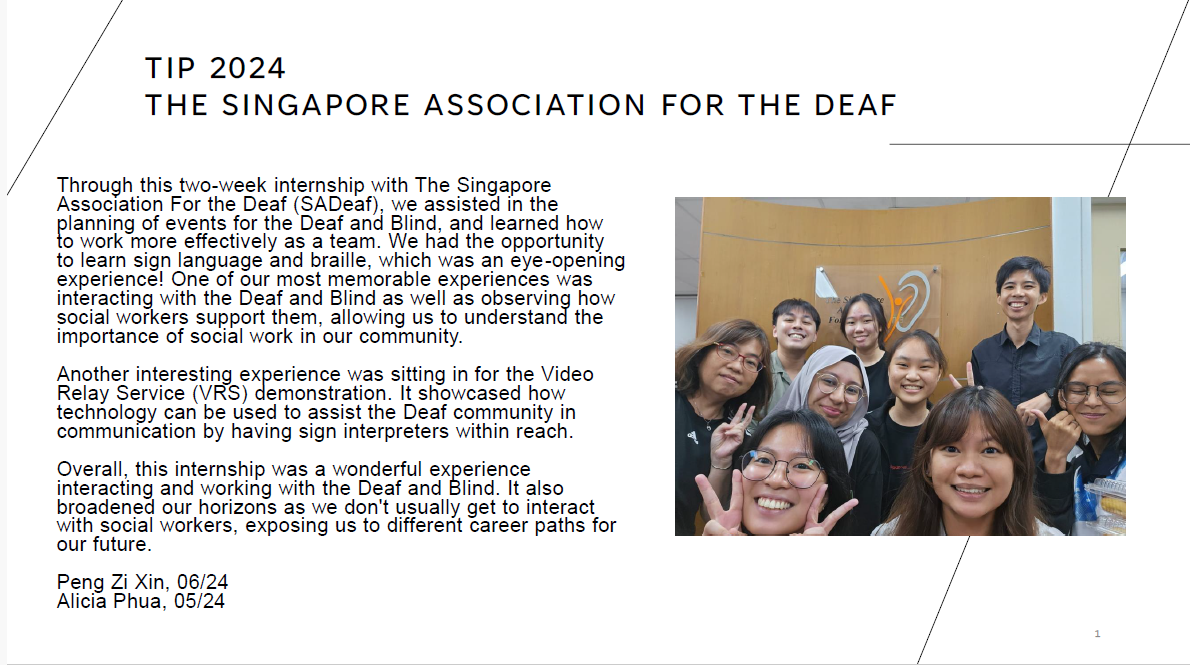 TIP 2024
THE SINGAPORE ASSOCIATION FOR THE DEAF
Through this two-week internship with The Singapore
Association For the Deaf (SADeaf), we assisted in the
planning of events for the Deaf and Blind, and learned how
to work more effectively as a team. We had the opportunity
to learn sign language and braille, which was an eye-opening
experience! One of our most memorable experiences was
interacting with the Deaf and Blind as well as observing how
social workers support them, allowing us to understand the
importance of social work in our community.
Another interesting experience was sitting in for the Video
Relay Service (VRS) demonstration. It showcased how
technology can be used to assist the Deaf community in
communication by having sign interpreters within reach.
Overall, this internship was a wonderful experience
interacting and working with the Deaf and Blind. It also
broadened our horizons as we don't usually get to interact
with social workers, exposing us to different career paths for
our future.
Peng Zi Xin, 06/24
Alicia Phua, 05/24
1